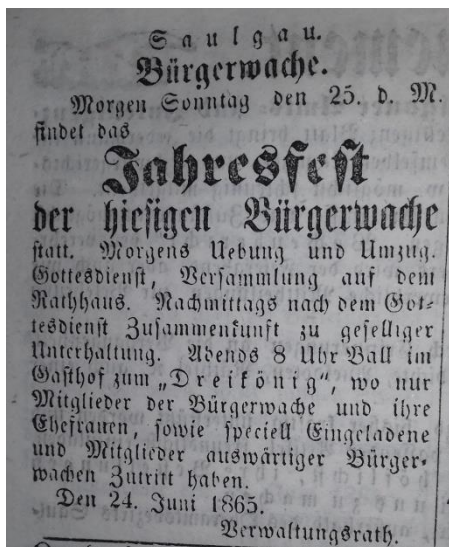 Saulgau.
Bürgerwache.
Morgen Sonntag den 25. d. M.
findet das
Jahresfest
der hiesigen Bürgerwache
statt. Morgens Uebung und Umzug.
Gottesdienst, Versammlung auf dem
Rathhaus. Nachmittags nach dem Got-
tesdienst Zusammenkunft zu geselliger
Unterhaltung. Abends 8 Uhr Ball im
Gasthof zum „Dreikönig“, wo nur
Mitglieder der Bürgerwache und ihre
Ehefrauen, sowie speciell Eingeladene
und Mitglieder auswärtiger Bürger-
wachen Zutritt haben.
Den 24. Juni 1865.
Verwaltungsrath.